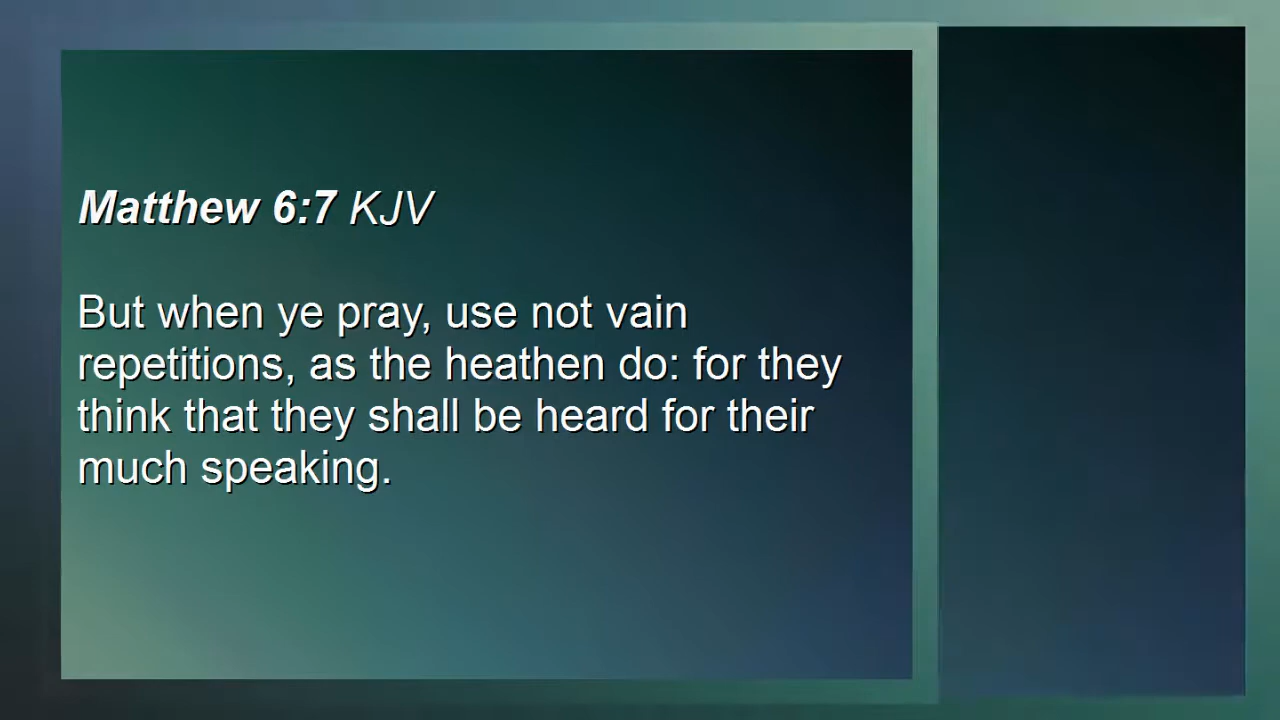 Matthew 6:7 KJV
But when ye pray, use not vain
repetitions, as the heathen do: for they
think that they shall be heard for their
much speaking.